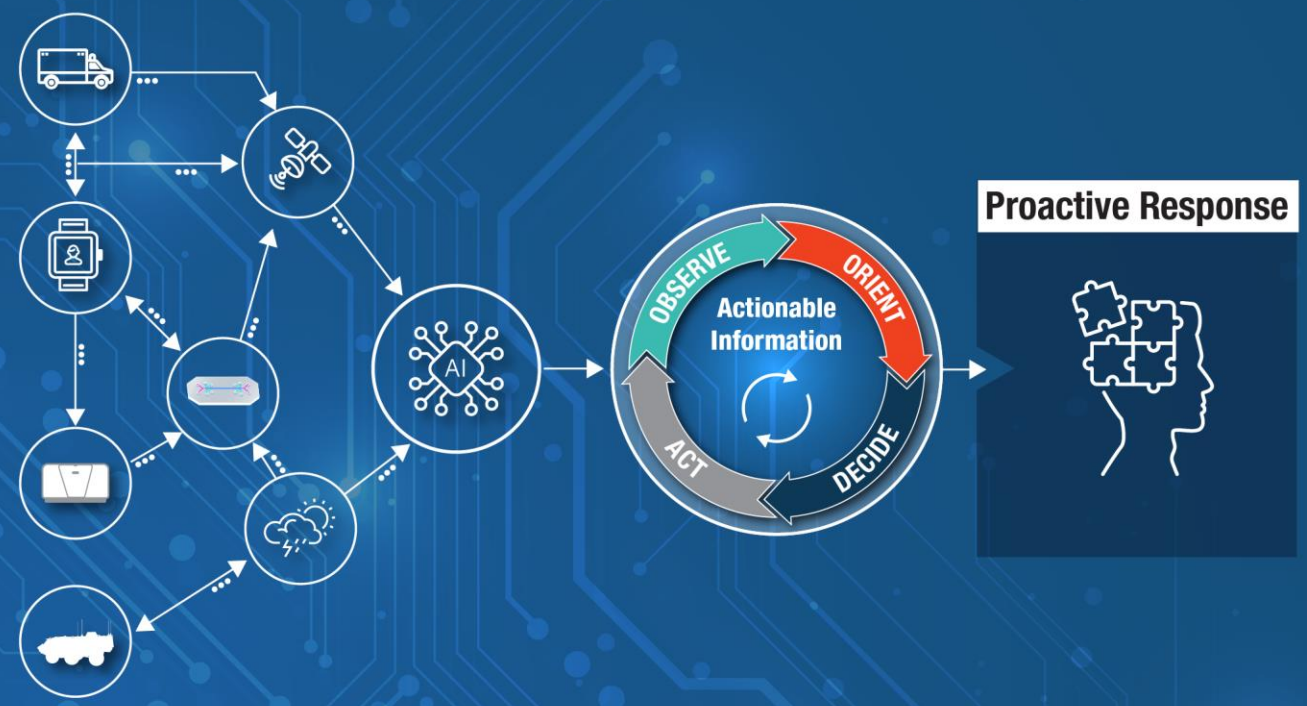 Proactive Response
OBSERVE
ORIENT
Actionable
Information
AI
ACT
DECIDE